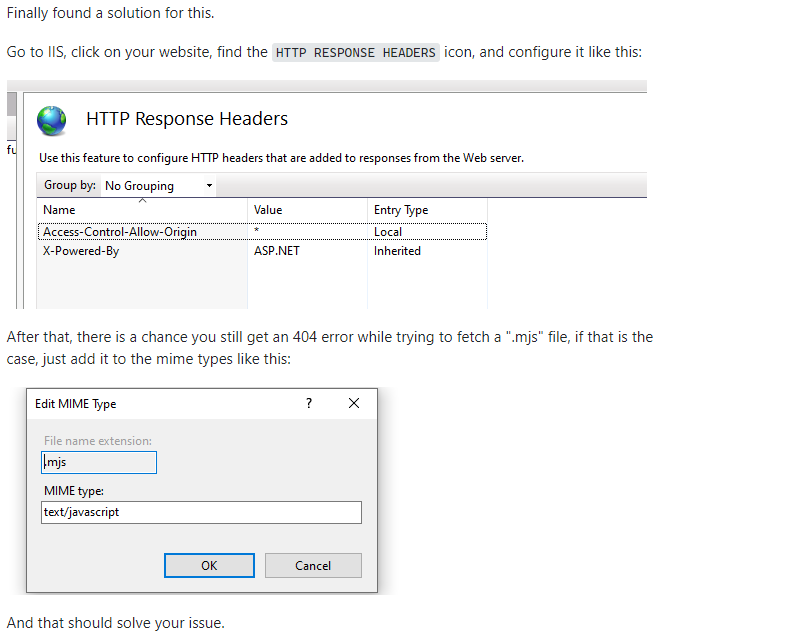 Finally found a solution for this.
Go to IIS, click on your website, find the HTTP RESPONSE HEADERS icon, and configure it like this:
HTTP Response Headers
fu
Use this feature to configure HTTP headers that are added to responses from the Web server.
Group by: No Grouping
Name Value Entry Type
Access-Control-Allow-Origin * Local
X-Powered-By ASP.NET Inherited
After that, there is a chance you still get an 404 error while trying to fetch a ".mjs" file, if that is the
case, just add it to the mime types like this:
Edit MIME Type ? X
File name extension:
.mjs
MIME type:
text/javascript
OK Cancel
And that should solve your issue.